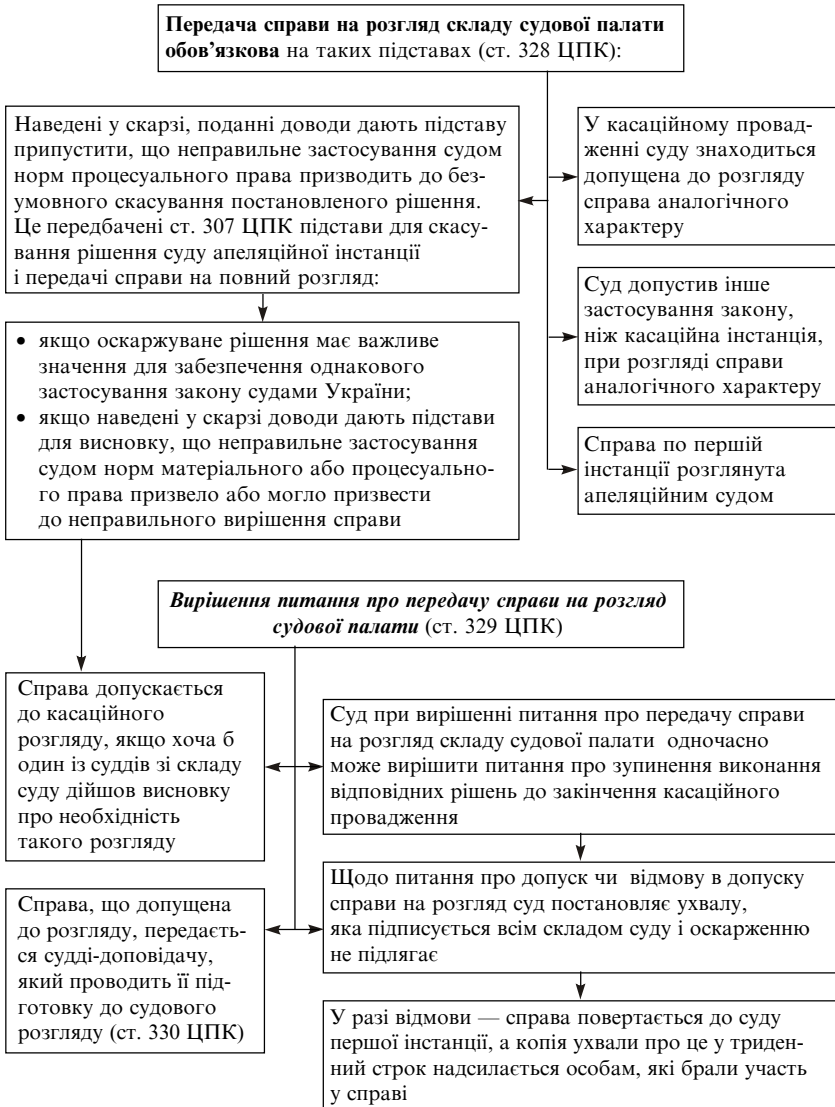 Передача справи на розгляд складу судової палати
обов'язкова на таких підставах (ст. 328 ЦПК):
Наведені у скарзі, поданні доводи дають підставу
припустити, що неправильне застосування судом
норм процесуального права призводить до без-
умовного скасування постановленого рішення.
Це передбачені ст. 307 ЦПК підстави для скасу-
вання рішення суду апеляційної інстанції
і передачі справи на повний розгляд:
У касаційному провад-
женні суду знаходиться
допущена до розгляду
справа аналогічного
характеру
Суд допустив інше
застосування закону,
ніж касаційна інстанція,
при розгляді справи
аналогічного характеру
Справа по першій
інстанції розглянута
апеляційним судом
• якщо оскаржуване рішення має важливе
значення для забезпечення однакового
застосування закону судами України;
• якщо наведені у скарзі доводи дають підстави
для висновку, що неправильне застосування
судом норм матеріального або процесуально-
го права призвело або могло призвести
до неправильного вирішення справи
Вирішення питання про передачу справи на розгляд
судової палати (ст. 329 ЦПК)
Справа допускається
до касаційного
розгляду, якщо хоча б
один із суддів зі складу
суду дійшов висновку
про необхідність
такого розгляду
Суд при вирішенні питання про передачу справи
на розгляд складу судової палати одночасно
може вирішити питання про зупинення виконання
відповідних рішень до закінчення касаційного
провадження
Справа, що допущена
до розгляду, передаєть-
ся судді-доповідачу,
який проводить її під-
готовку до судового
розгляду (ст. 330 ЦПК)
Щодо питання про допуск чи відмову в допуску
справи на розгляд суд постановляє ухвалу,
яка підписується всім складом суду і оскарженню
не підлягає
У разі відмови — справа повертається до суду
першої інстанції, а копія ухвали про це у триден-
ний строк надсилається особам, які брали участь
у справі